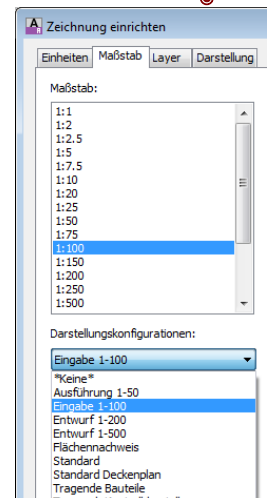 Zeichnung einrichten
Einheiten Maßstab Layer Darstellung
Maßstab:
1:1
1:2
1:2.5
1:5
1:7.5
1:10
1:20
1:25
1:50
1:75
1:100
1:150
1:200
1:250
1:500
Darstellungskonfigurationen:
Eingabe 1-100
*Keine*
Ausführung 1-50
Eingabe 1-100
Entwurf 1-200
Entwurf 1-500
Flächennachweis
Standard
Standard Deckenplan
Tragende Bauteile